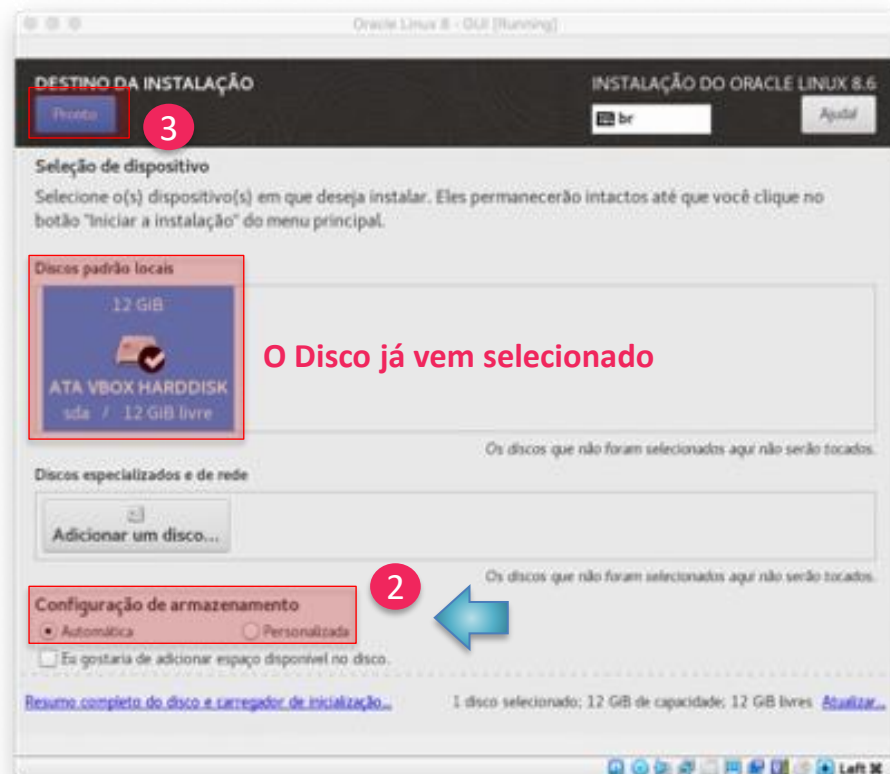 Oracle Linux 8 - GUI [Running]
DESTINO DA INSTALAÇÃO
INSTALAÇÃO DO ORACLE LINUX 8.6
Pronto
3
br
Ajuda!
Seleção de dispositivo
Selecione o(s) dispositivo(s) em que deseja instalar. Eles permanecerão intactos até que você clique no
botão "Iniciar a instalação" do menu principal.
Discos padrão locais
12 GiB
ATA VBOX HARDDISK
sda / 12 GiB livre
O Disco já vem selecionado
Os discos que não foram selecionados aqui não serão tocados.
Discos especializados e de rede
Adicionar um disco...
Os discos que não foram selecionados aqui não serão tocados.
2
Configuração de armazenamento
Automática Personalizada
Eu gostaria de adicionar espaço disponível no disco.
Resumo completo do disco e carregador de inicialização...
1 disco selecionado; 12 GiB de capacidade; 12 GiB livres Atualizar...
Left ⌘